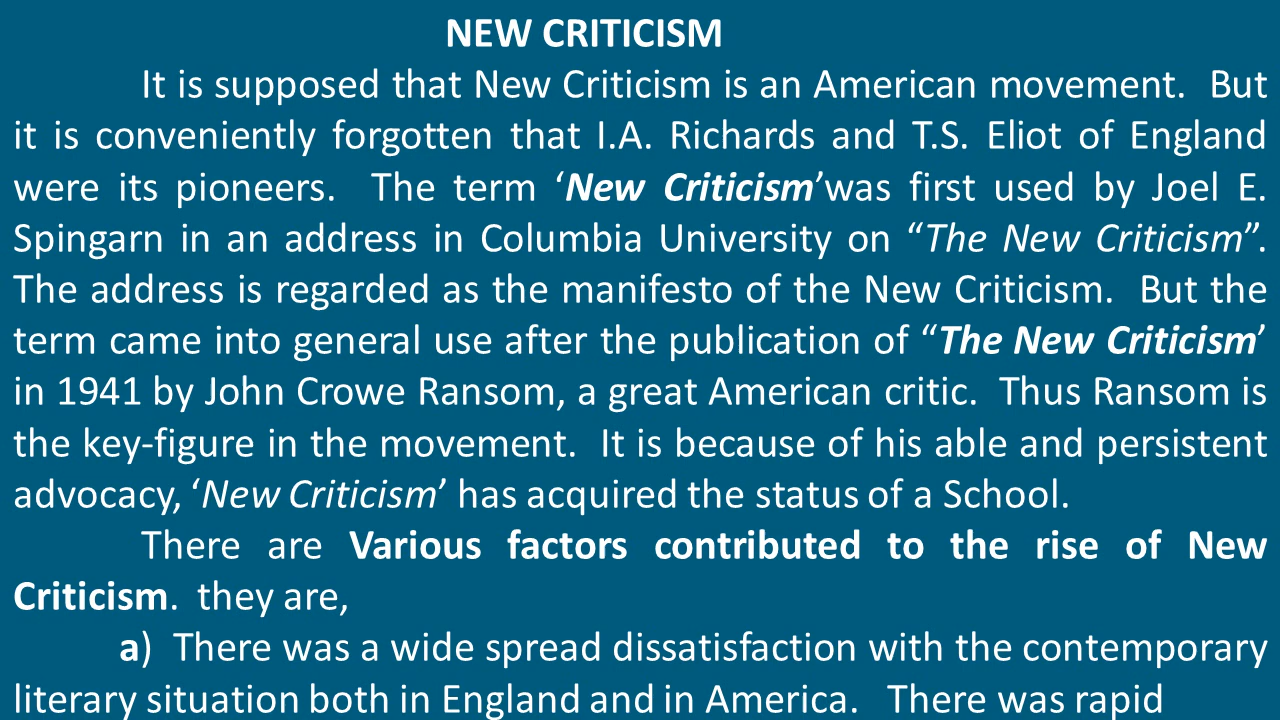 NEW CRITICISM
It is supposed that New Criticism is an American movement. But
it is conveniently forgotten that I.A. Richards and T.S. Eliot of England
were its pioneers. The term ‘New Criticism’was first used by Joel E.
Spingarn in an address in Columbia University on “The New Criticism”.
The address is regarded as the manifesto of the New Criticism. But the
term came into general use after the publication of “The New Criticism’
in 1941 by John Crowe Ransom, a great American critic. Thus Ransom is
the key-figure in the movement. It is because of his able and persistent
advocacy, ‘New Criticism’ has acquired the status of a School.
There are Various factors contributed to the rise of New
Criticism. they are,
a) There was a wide spread dissatisfaction with the contemporary
literary situation both in England and in America. There was rapid